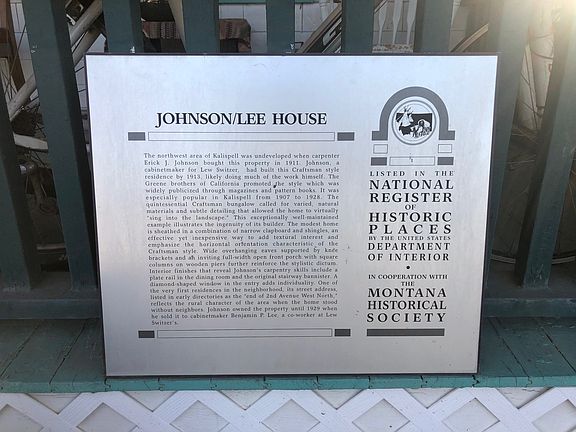 JOHNSON/LEE HOUSE
The northwest area of Kalispell was undeveloped when carpenter
Erick J. Johnson bought this property in 1911. Johnson, a
cabinetmaker for Lew Switzer, had built this Craftsman style
residence by 1913, likely doing much of the work himself. The
Greene brothers of California promoted the style which was
widely publicized through magazines and pattern books. It was
especially popular in Kalispell from 1907 to 1928. The
quintessential Craftsman bungalow called for varied, natural
materials and subtle detailing that allowed the home to virtually
"sing into the landscape." This exceptionally well-maintained
example illustrates the ingenuity of its builder. The modest home
is sheathed in a combination of narrow clapboard and shingles, an
effective yet inexpensive way to add textural interest and
emphasize the horizontal orientation characteristic of the
Craftsman style. Wide overhanging eaves supported by knee
brackets and an inviting full-width open front porch with square
columns on wooden piers further reinforce the stylistic dictum.
Interior finishes that reveal Johnson's carpentry skills include a
plate rail in the dining room and the original stairway bannister. A
diamond-shaped window in the entry adds individuality. One of
the very first residences in the neighborhood, its street address,
listed in early directories as the "end of 2nd Avenue West North,"
reflects the rural character of the area when the home stood
without neighbors. Johnson owned the property until 1929 when
he sold it to cabinetmaker Benjamin P. Lee, a co-worker at Lew
Switzer's.
LISTED IN THE
NATIONAL
REGISTER
OF
HISTORIC
PLACES
BY THE UNITED STATES
DEPARTMENT
OF INTERIOR
•
IN COOPERATION WITH
THE
MONTANA
HISTORICAL
SOCIETY